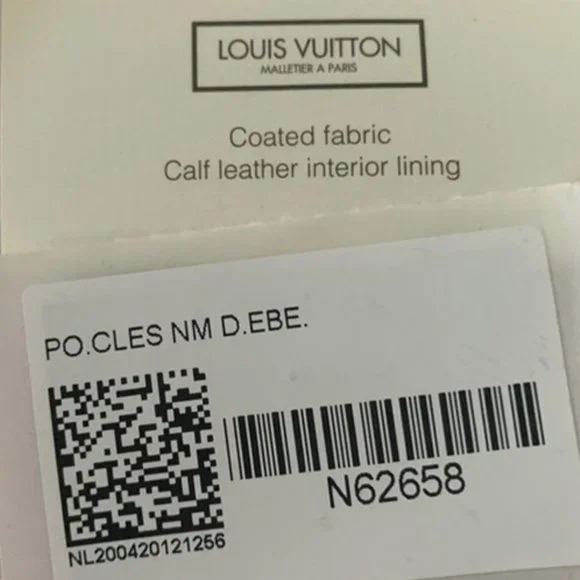 LOUIS VUITTON
MALLETIER A PARIS
Coated fabric
Calf leather interior lining
PO.CLES NM D.EBE.
N62658
NL200420121256